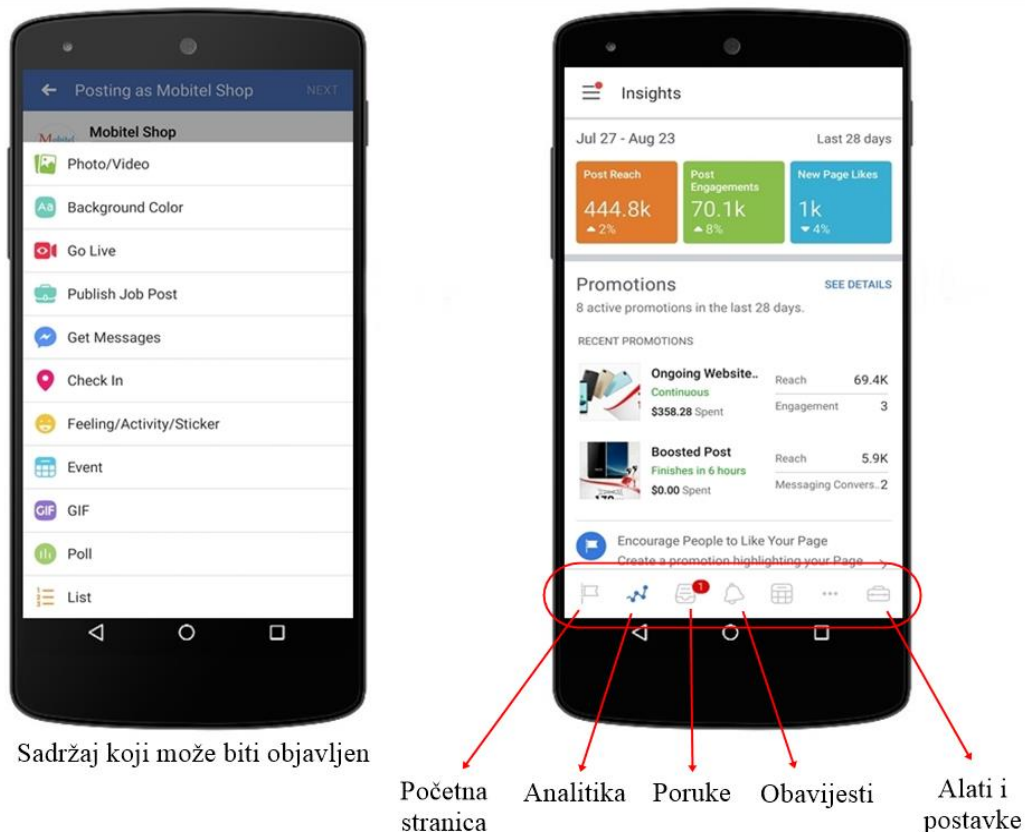 Posting as Mobitel Shop NEXT
Mobitel Shop
Photo/Video
Aa Background Color
Go Live
Publish Job Post
Get Messages
Check In
Feeling/Activity/Sticker
Event
GIF GIF
Poll
List
Sadržaj koji može biti objavljen
Insights
Jul 27 - Aug 23 Last 28 days
Post Reach
444.8k
2%
Post
Engagements
70.1k
8%
New Page Likes
1k
4%
Promotions SEE DETAILS
8 active promotions in the last 28 days.
RECENT PROMOTIONS
Ongoing Website..
Continuous
$358.28 Spent
Reach 69.4K
Engagement 3
Boosted Post
Finishes in 6 hours
$0.00 Spent
Reach 5.9K
Messaging Convers.. 2
Encourage People to Like Your Page
Create a promotion highlighting your Page
1
Početna
stranica
Analitika
Poruke
Obavijesti
Alati i
postavke